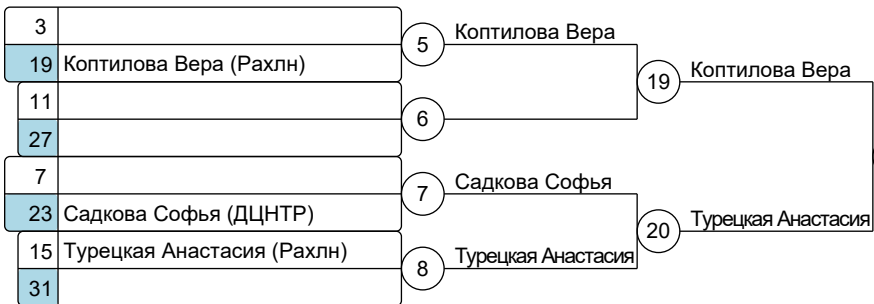 3
19 Коптилова Вера (Рахлн)
11
27
7
23 Садкова Софья (ДЦНТР)
15 Турецкая Анастасия (Рахлн)
31
5 Коптилова Вера
6
7 Садкова Софья
8 Турецкая Анастасия
19 Коптилова Вера
20 Турецкая Анастасия